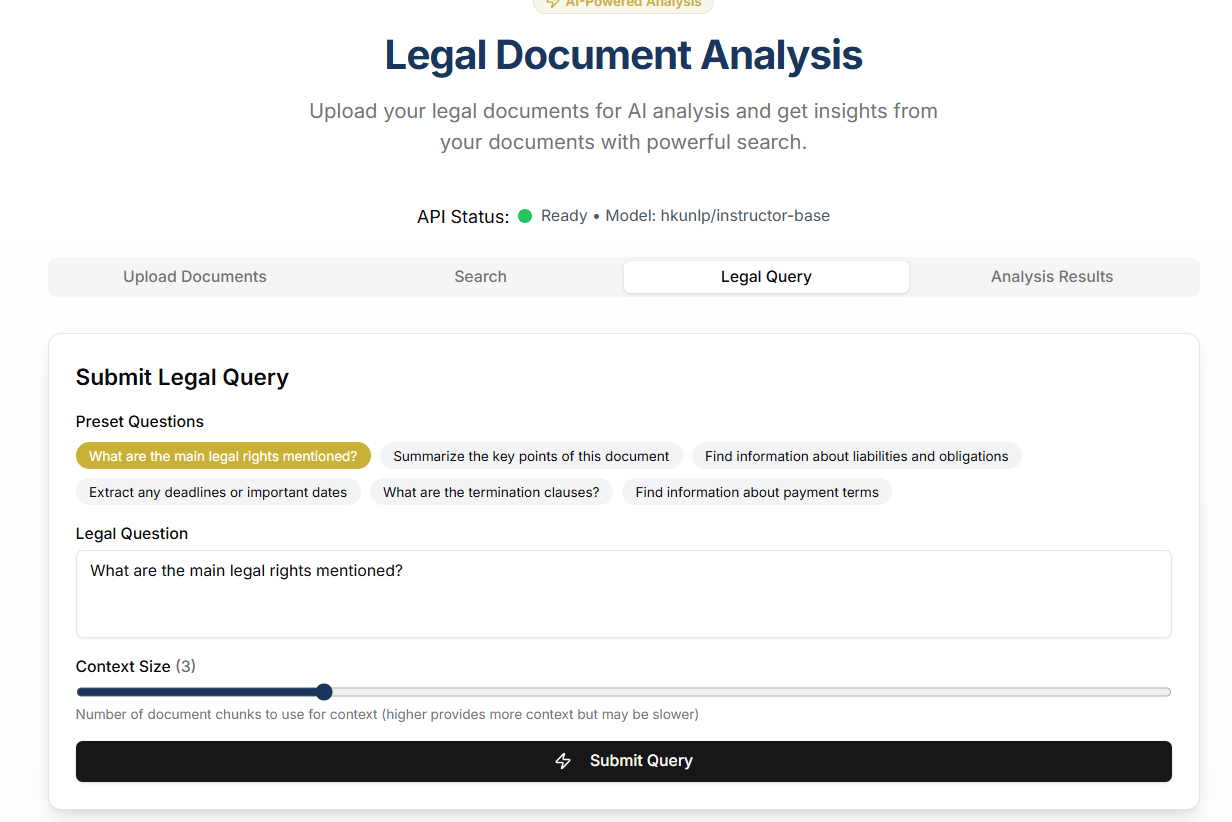 AI-Powered Analysis
Legal Document Analysis
Upload your legal documents for AI analysis and get insights from
your documents with powerful search.
API Status: Ready • Model: hkunlp/instructor-base
Upload Documents Search Legal Query Analysis Results
Submit Legal Query
Preset Questions
What are the main legal rights mentioned? Summarize the key points of this document Find information about liabilities and obligations
Extract any deadlines or important dates What are the termination clauses? Find information about payment terms
Legal Question
What are the main legal rights mentioned?
Context Size (3)
Number of document chunks to use for context (higher provides more context but may be slower)
Submit Query